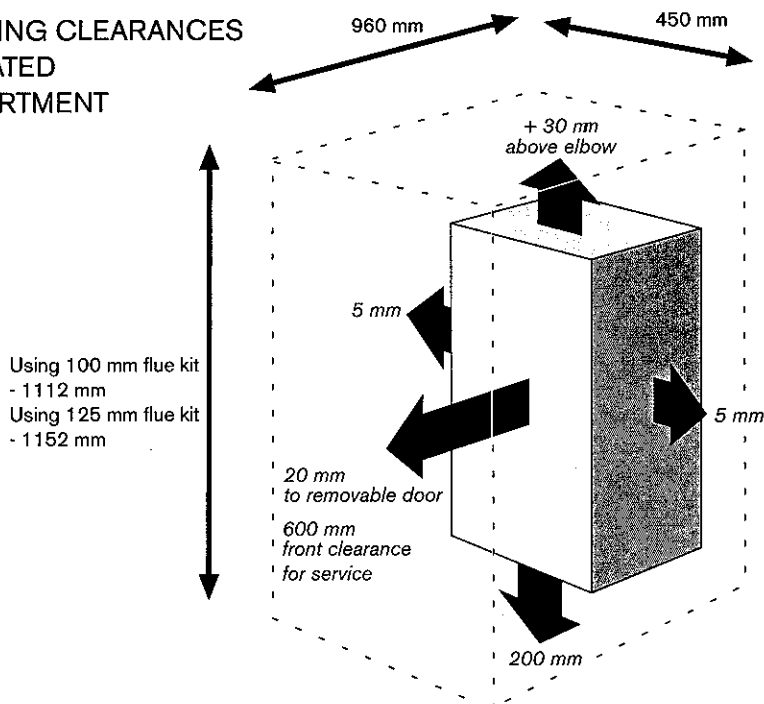 ING CLEARANCES
ATED
RTMENT
960 mm
450 mm
+ 30 mm
above elbow
5 mm
Using 100 mm flue kit
- 1112 mm
Using 125 mm flue kit
- 1152 mm
5 mm
20 mm
to removable door
600 mm
front clearance
for service
200 mm